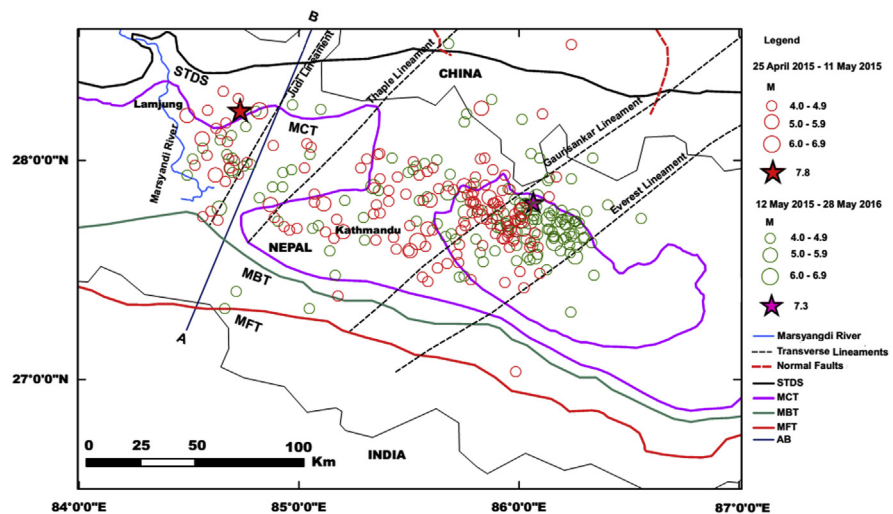 B
STDS
Lamjung
Marsyandi River
Judi Lineament
MCT
Thaple Lineament
CHINA
Gaurisankar Lineament
Everest Lineament
Kathmandu
NEPAL
MBT
MFT
A
INDIA
28°0'0"N
27°0'0"N
84°0'0"E
85°0'0"E
86°0'0"E
87°0'0"E
0 25 50 100
Km
Legend
25 April 2015 - 11 May 2015
M
4.0 - 4.9
5.0 - 5.9
6.0 - 6.9
7.8
12 May 2015 - 28 May 2016
M
4.0 - 4.9
5.0 - 5.9
6.0 - 6.9
7.3
Marsyangdi River
Transverse Lineaments
Normal Faults
STDS
MCT
MBT
MFT
AB